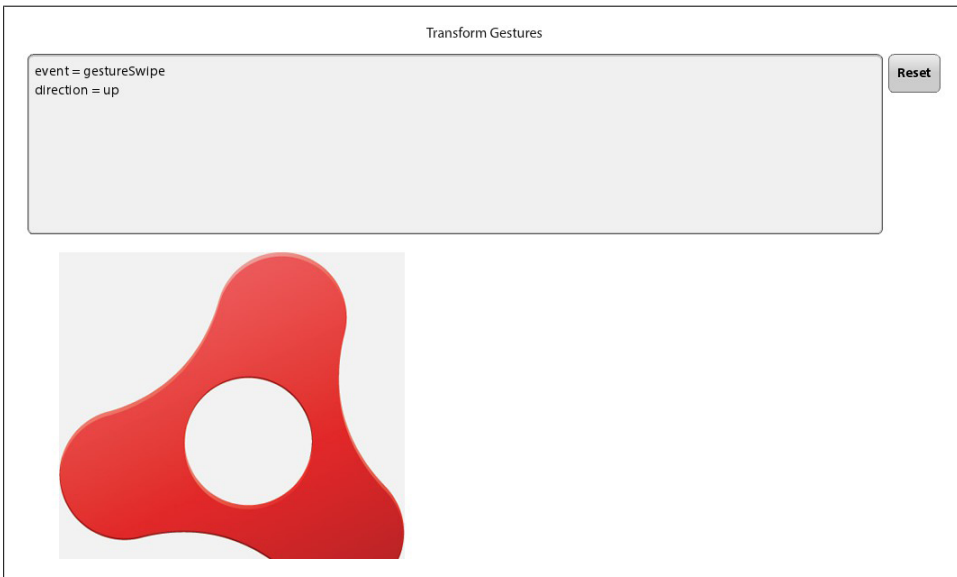 Transform Gestures
event = gestureSwipe
direction = up
Reset